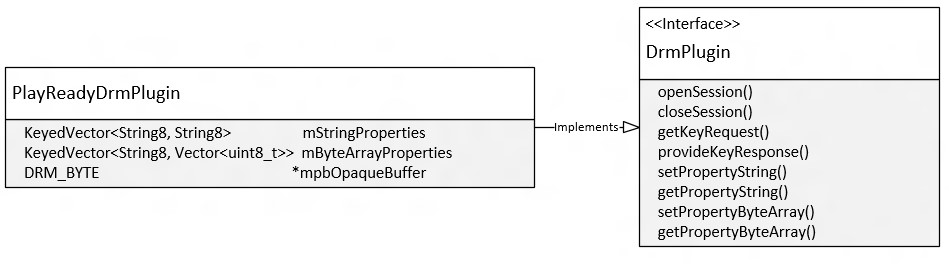 <<Interface>>
DrmPlugin
openSession()
closeSession()
getKeyRequest()
provideKeyResponse()
setPropertyString()
getPropertyString()
setPropertyByteArray()
getPropertyByteArray()
PlayReadyDrmPlugin
KeyedVector<String8, String8> mStringProperties
KeyedVector<String8, Vector<uint8_t>> mByteArrayProperties
DRM_BYTE *mpbOpaqueBuffer
Implements